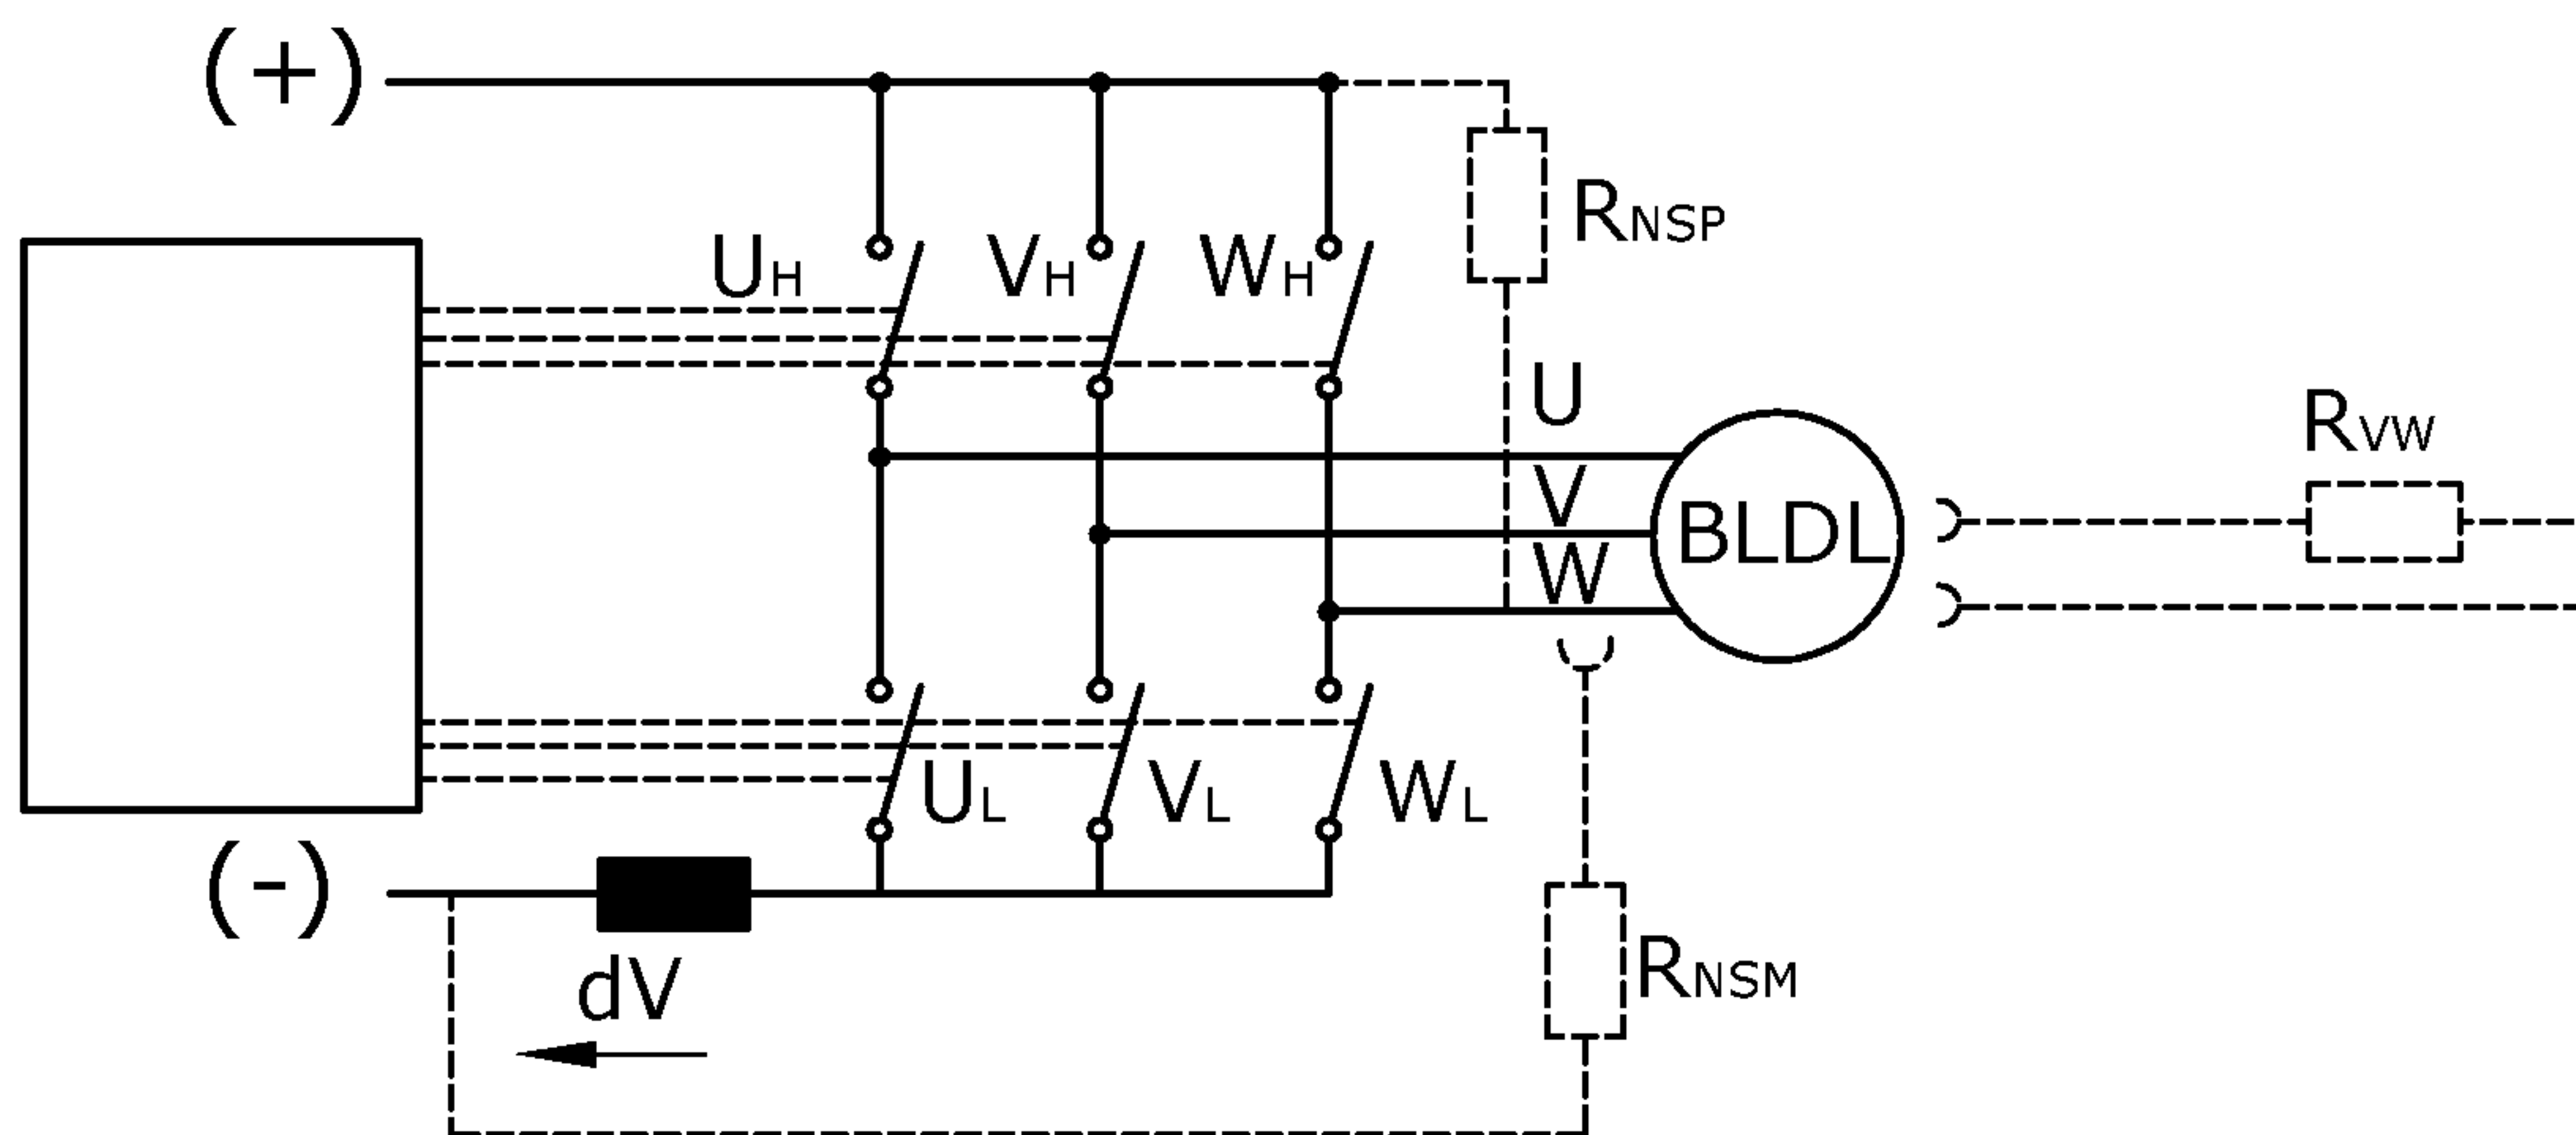 (+)
RNSP
UH
VH
WH
U
RVW
V
BLDL
W
UL
VL
WL
(-)
dV
RNSM